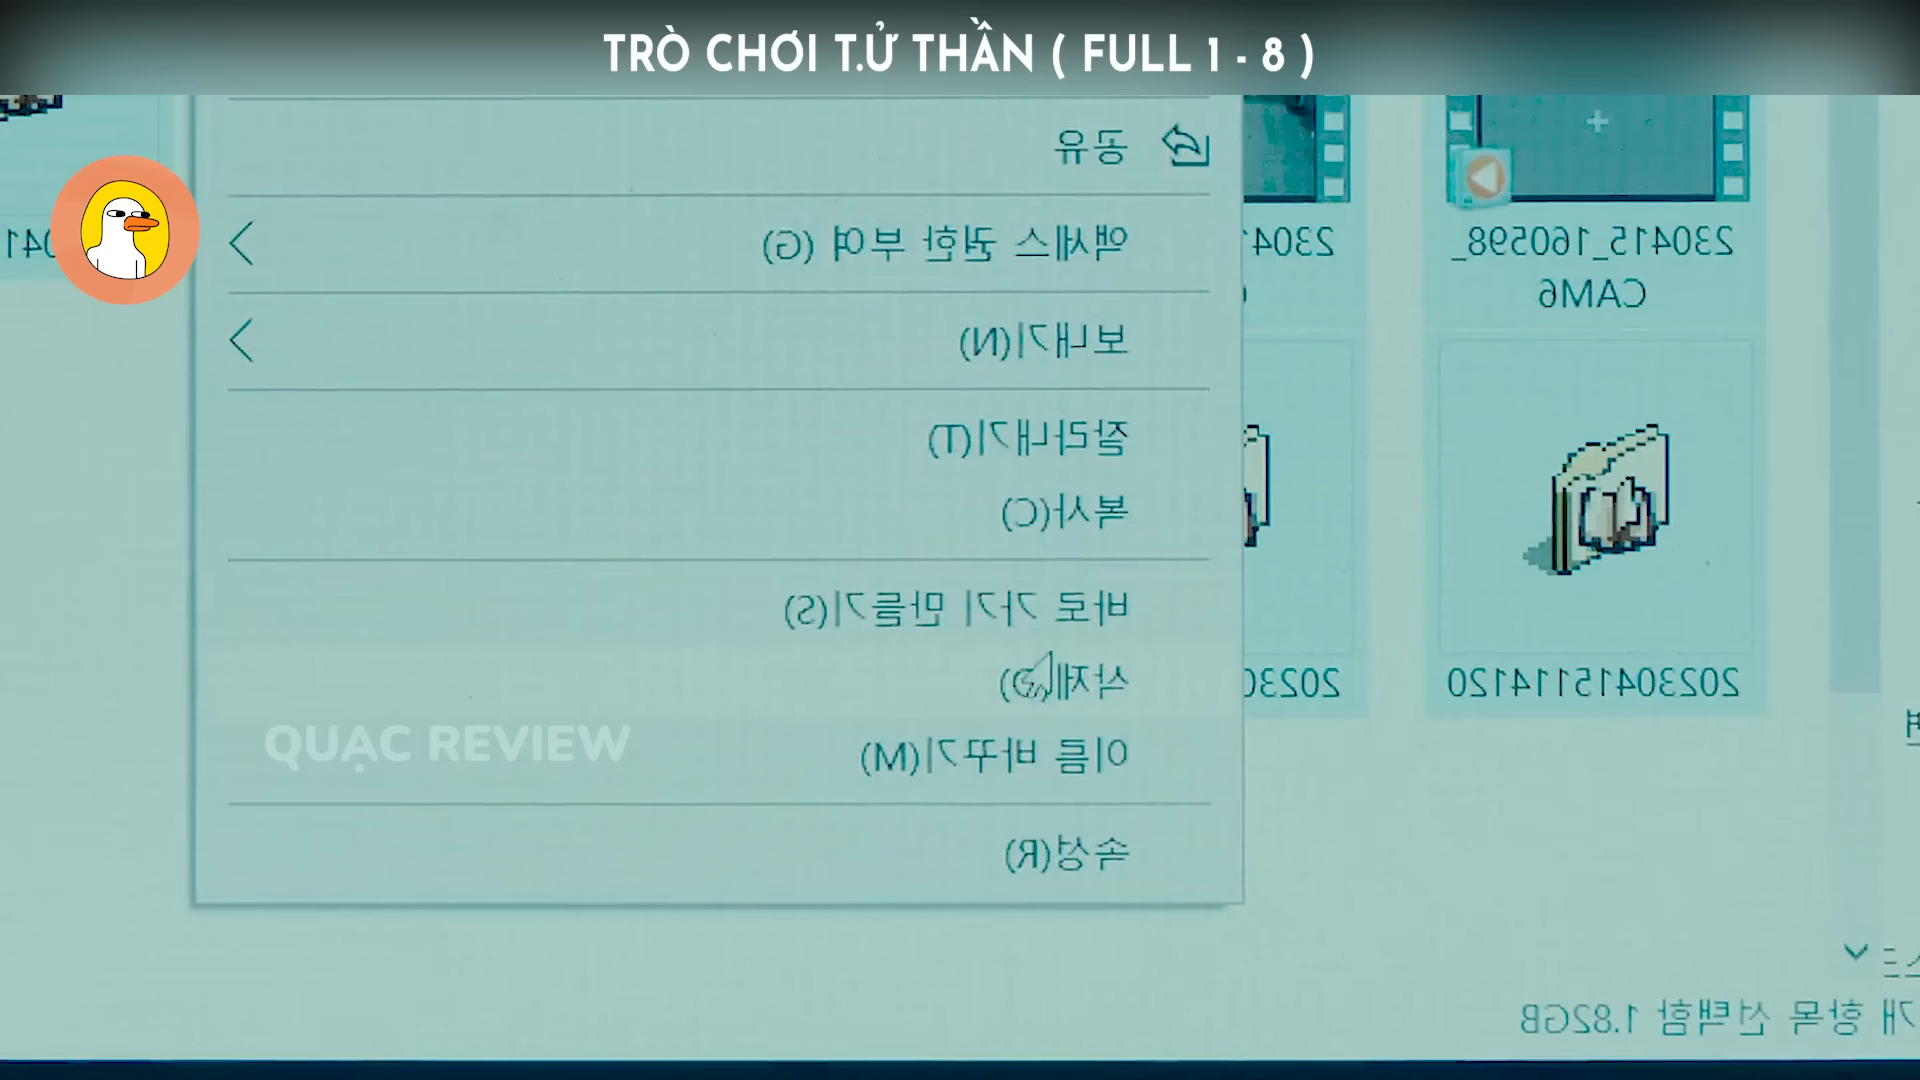 TRÒ CHƠI T.Ử THẦN ( FULL 1 - 8 )
공유
액세스 권한 부여 (G)
보내기(N)
잘라내기(T)
복사(C)
바로 가기 만들기(S)
삭제(D)
이름 바꾸기(M)
속성(R)
QUẠC REVIEW
230415_160598_
CAM6
20230415114120
개 항목 선택함 1.82GB